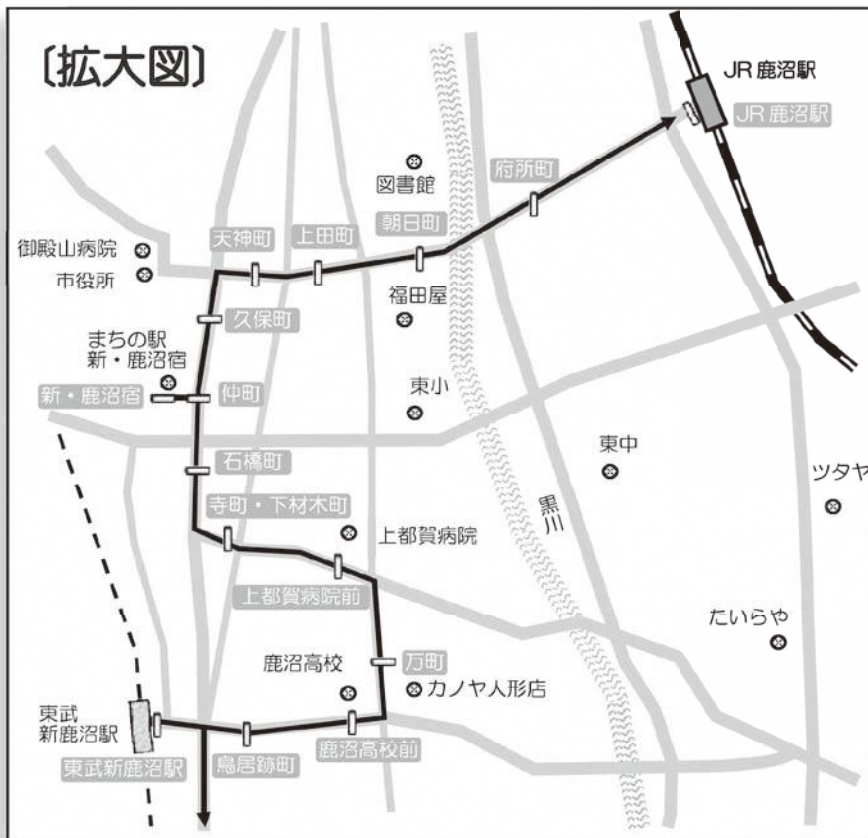 〔拡大図〕
JR 鹿沼駅
JR 鹿沼駅
図書館
府所町
朝日町
上田町
天神町
御殿山病院
市役所
福田屋
久保町
まちの駅
新・鹿沼宿
新・鹿沼宿
仲町
東小
石橋町
東中
ツタヤ
寺町・下材木町
黒川
上都賀病院
上都賀病院前
たいらや
鹿沼高校
万町
カノヤ人形店
東武
新鹿沼駅
東武新鹿沼駅
鳥居跡町
鹿沼高校前